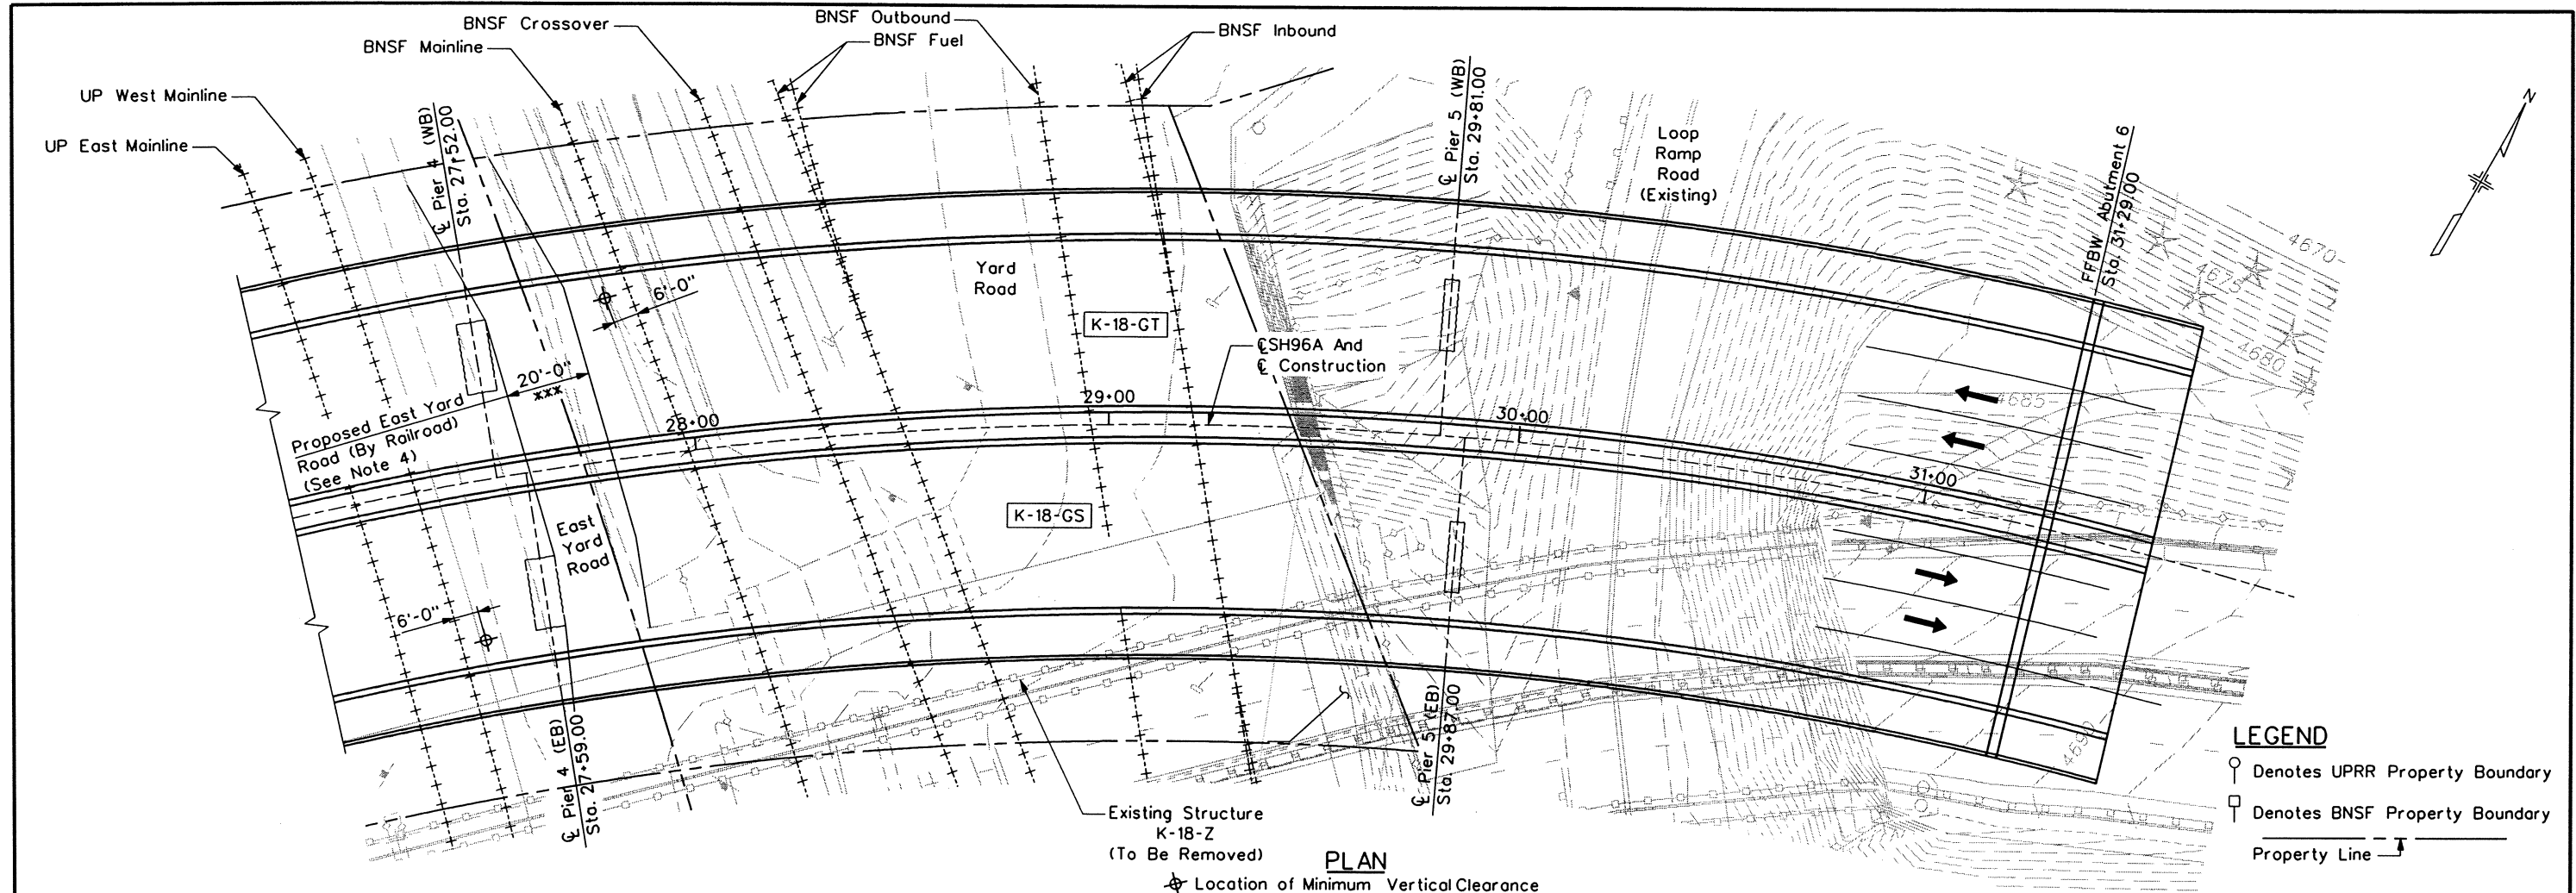 BNSF Outbound
BNSF Crossover
BNSF Fuel
BNSF Inbound
BNSF Mainline
UP West Mainline
UP East Mainline
℄ Pier 4 (WB)
Sta. 27+52.00
℄ Pier 5 (WB)
Sta. 29+81.00
Loop
Ramp
Road
(Existing)
FFBW Abutment 6
Sta. 31+29.00
N
4670
4675
4680
4685
4690
Yard
Road
6'-0"
K-18-GT
℄SH96A And
℄ Construction
20'-0"
***
Proposed East Yard
Road (By Railroad)
(See Note 4)
28+00
29+00
30+00
31+00
K-18-GS
East
Yard
Road
6'-0"
℄ Pier 4 (EB)
Sta. 27+59.00
℄ Pier 5 (EB)
Sta. 29+87.00
Existing Structure
K-18-Z
(To Be Removed)
PLAN
Location of Minimum Vertical Clearance
LEGEND
Denotes UPRR Property Boundary
Denotes BNSF Property Boundary
Property Line